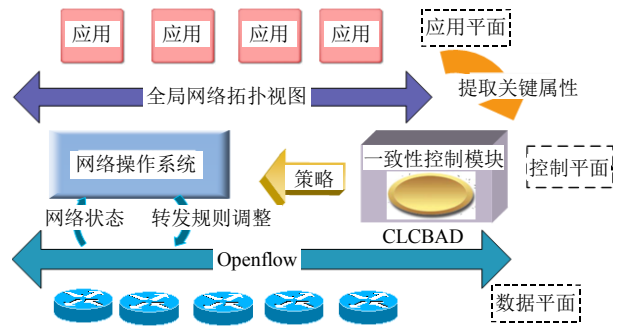 应用 应用 应用 应用
应用平面
全局网络拓扑视图
提取关键属性
网络操作系统
策略
一致性控制模块
控制平面
网络状态
转发规则调整
CLCBAD
Openflow
数据平面